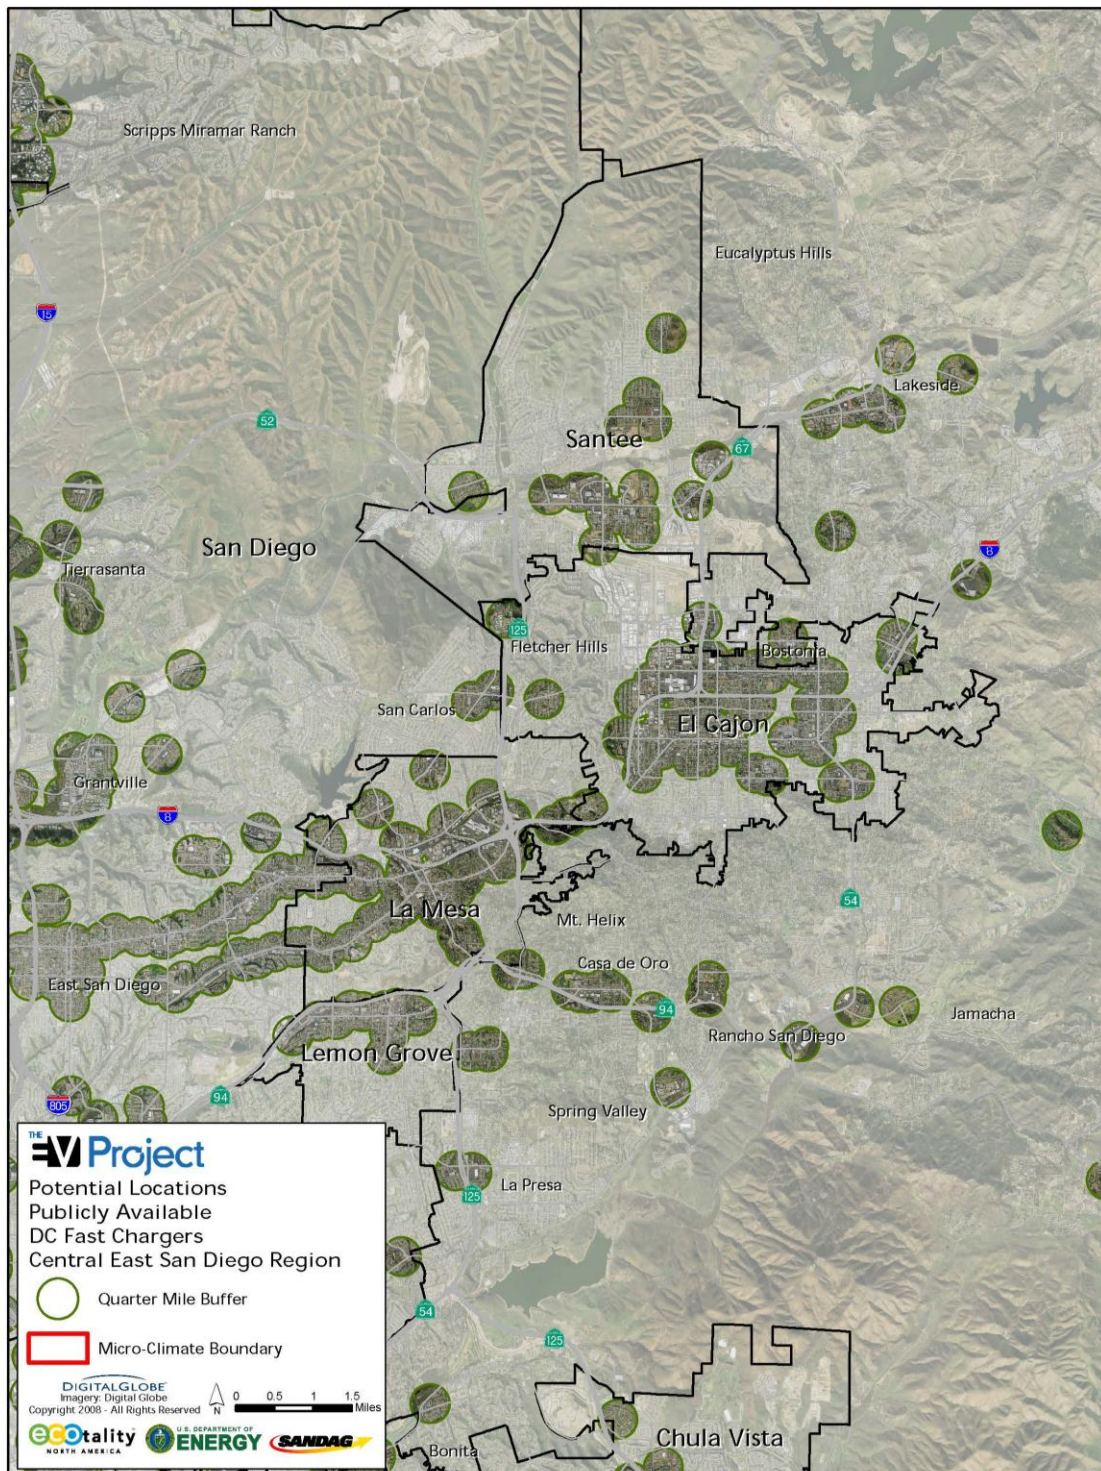 Scripps Miramar Ranch
Eucalyptus Hills
15
Lakeside
52
Santee
67
San Diego
8
Tierrasanta
125
Fletcher Hills
Bostonia
San Carlos
El Cajon
Grantville
8
La Mesa
54
Mt. Helix
Casa de Oro
East San Diego
94
Jamacha
Rancho San Diego
Lemon Grove
94
805
Spring Valley
La Presa
125
54
125
Chula Vista
Bonita
THE
EV Project
Potential Locations
Publicly Available
DC Fast Chargers
Central East San Diego Region
Quarter Mile Buffer
Micro-Climate Boundary
DIGITALGLOBE
Imagery: Digital Globe
Copyright 2008 - All Rights Reserved
N
0 0.5 1 1.5
Miles
ecotality
NORTH AMERICA
U.S. DEPARTMENT OF
ENERGY
SANDAG